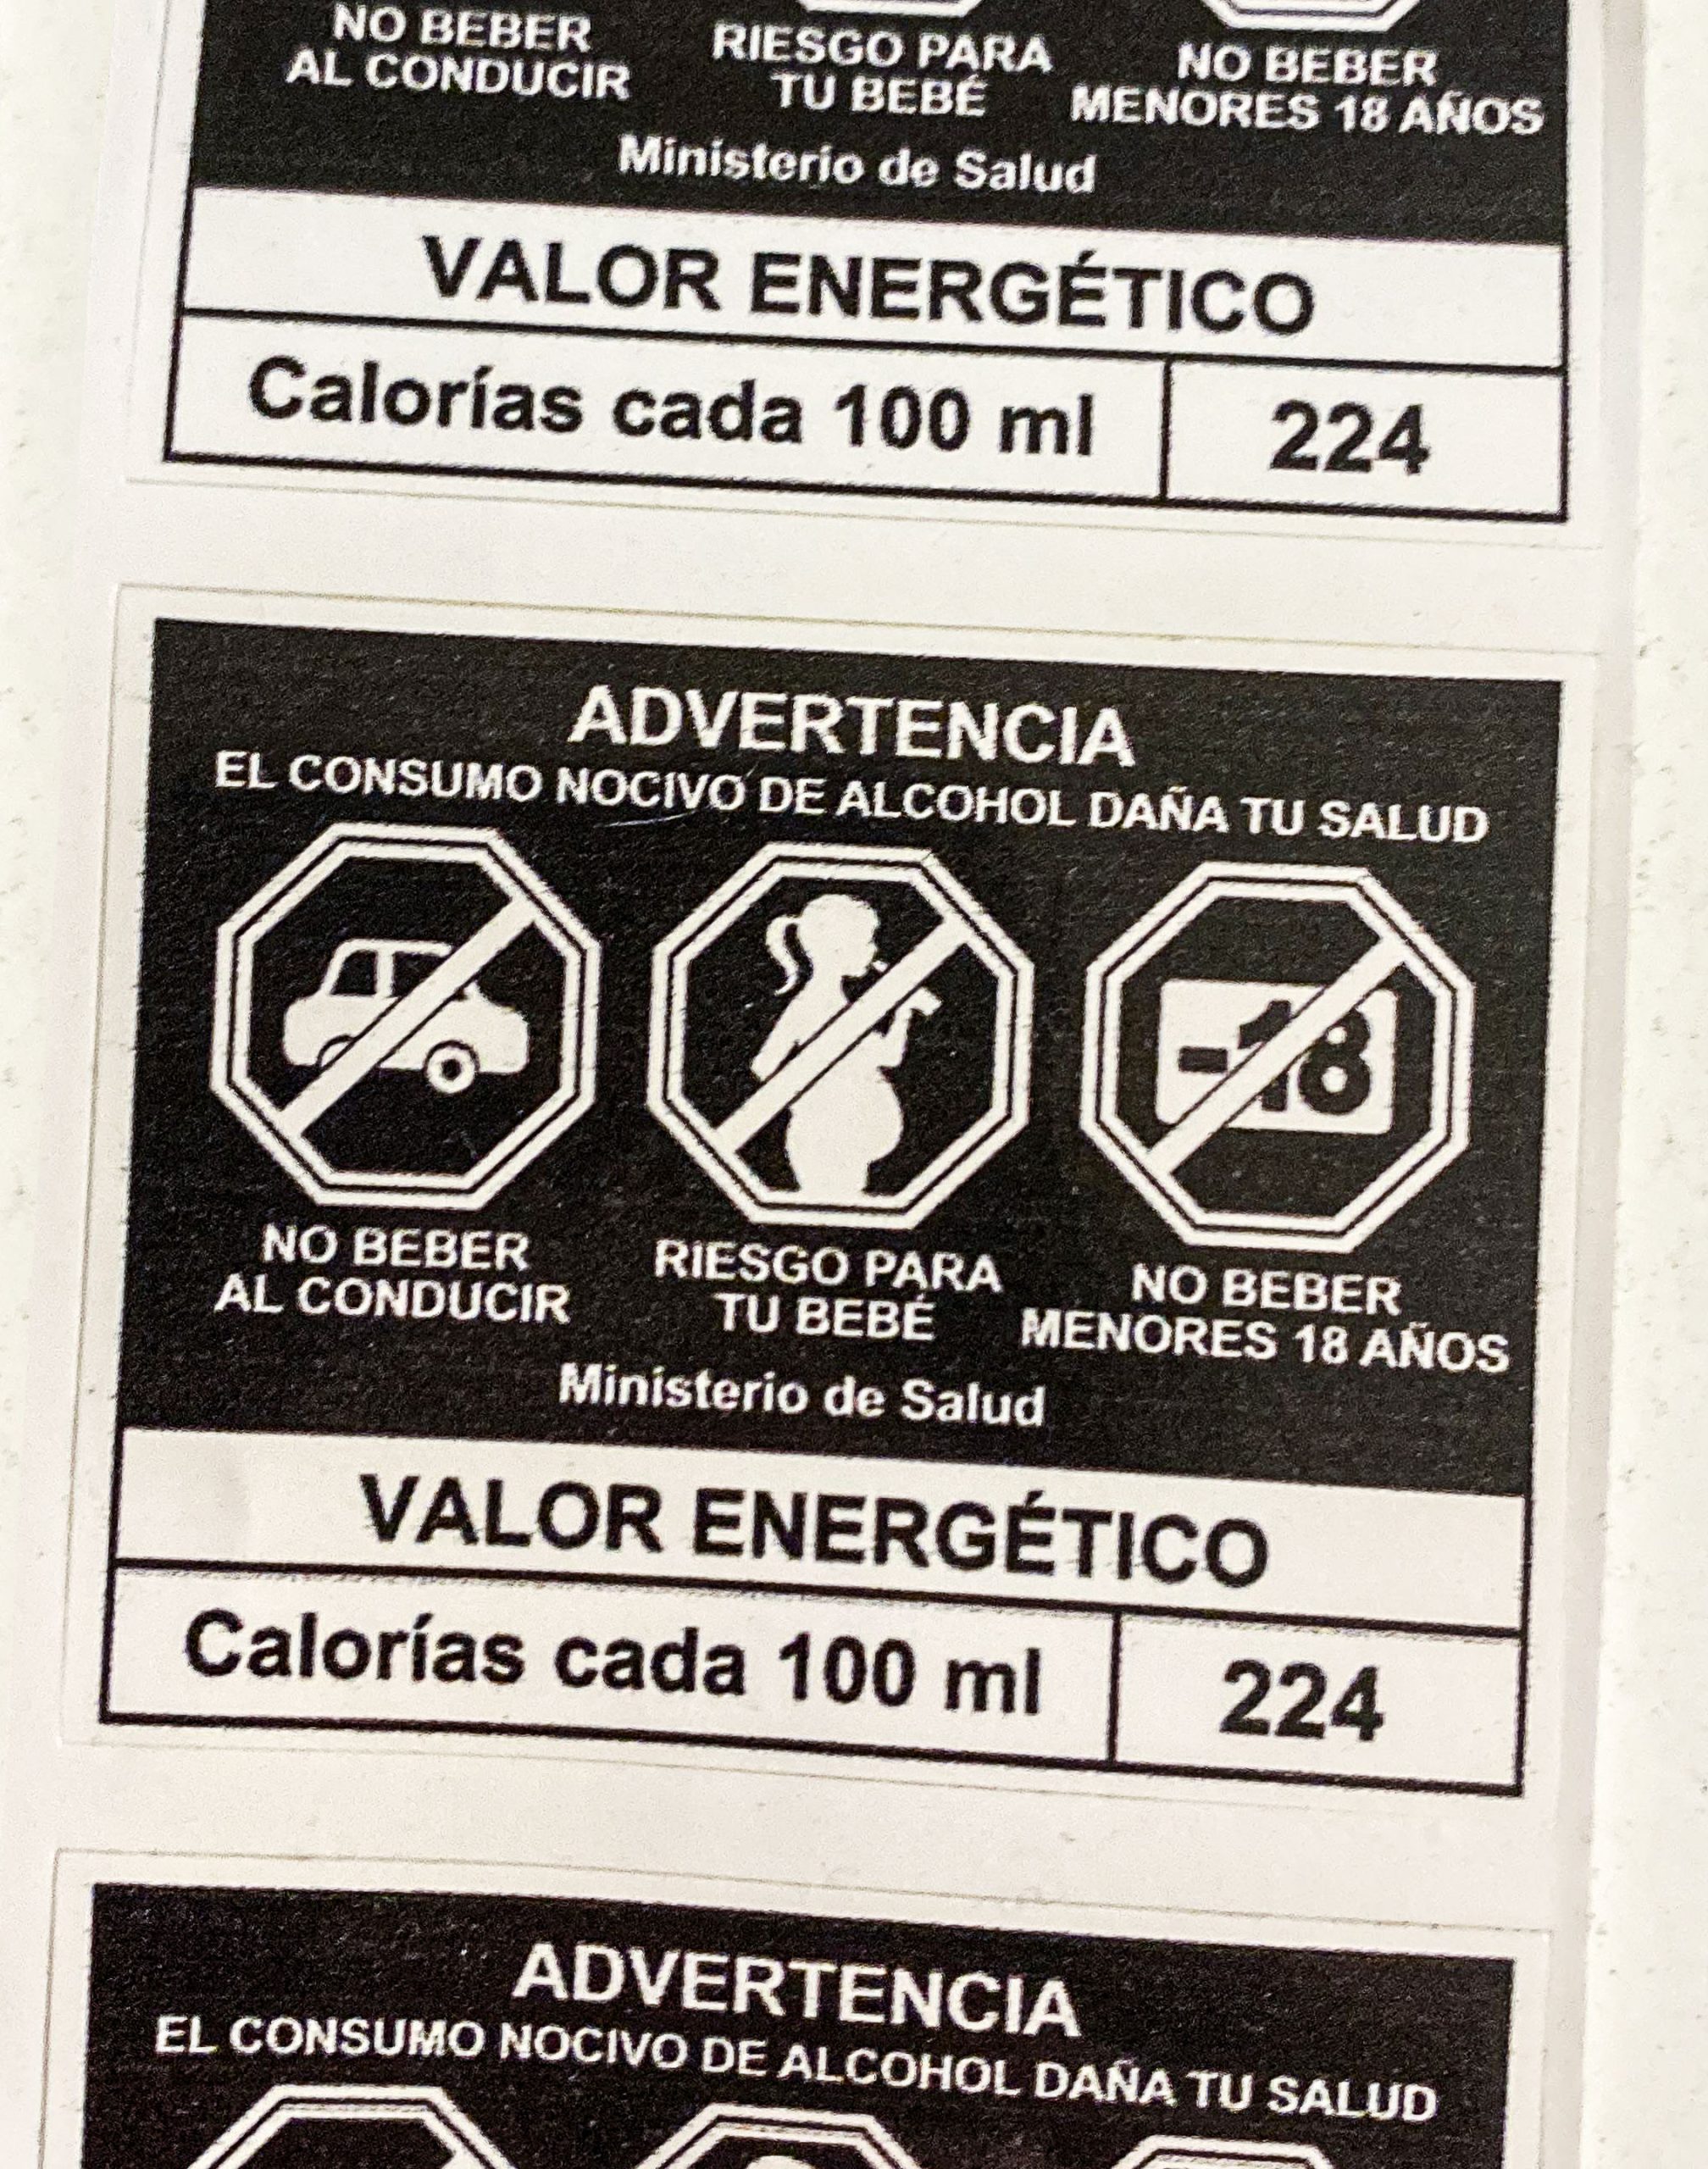 NO BEBER
AL CONDUCIR
RIESGO PARA
TU BEBÉ
NO BEBER
MENORES 18 AÑOS
Ministerio de Salud
VALOR ENERGÉTICO
Calorías cada 100 ml 224
ADVERTENCIA
EL CONSUMO NOCIVO DE ALCOHOL DAÑA TU SALUD
-18
NO BEBER
AL CONDUCIR
RIESGO PARA
TU BEBÉ
NO BEBER
MENORES 18 AÑOS
Ministerio de Salud
VALOR ENERGÉTICO
Calorías cada 100 ml 224
ADVERTENCIA
EL CONSUMO NOCIVO DE ALCOHOL DAÑA TU SALUD